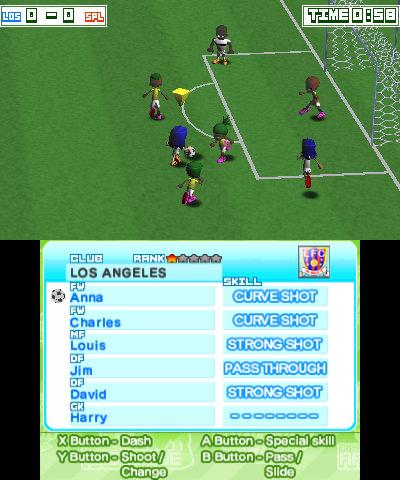 LOS 0 - 0 SFL TIME 0:58
CLUB RANK
LOS ANGELES
SKILL
FW
Anna CURVE SHOT
FW
Charles CURVE SHOT
MF
Louis STRONG SHOT
DF
Jim PASS THROUGH
DF
David STRONG SHOT
GK
Harry --------
X Button - Dash A Button - Special skill
Y Button - Shoot / B Button - Pass /
Change Slide